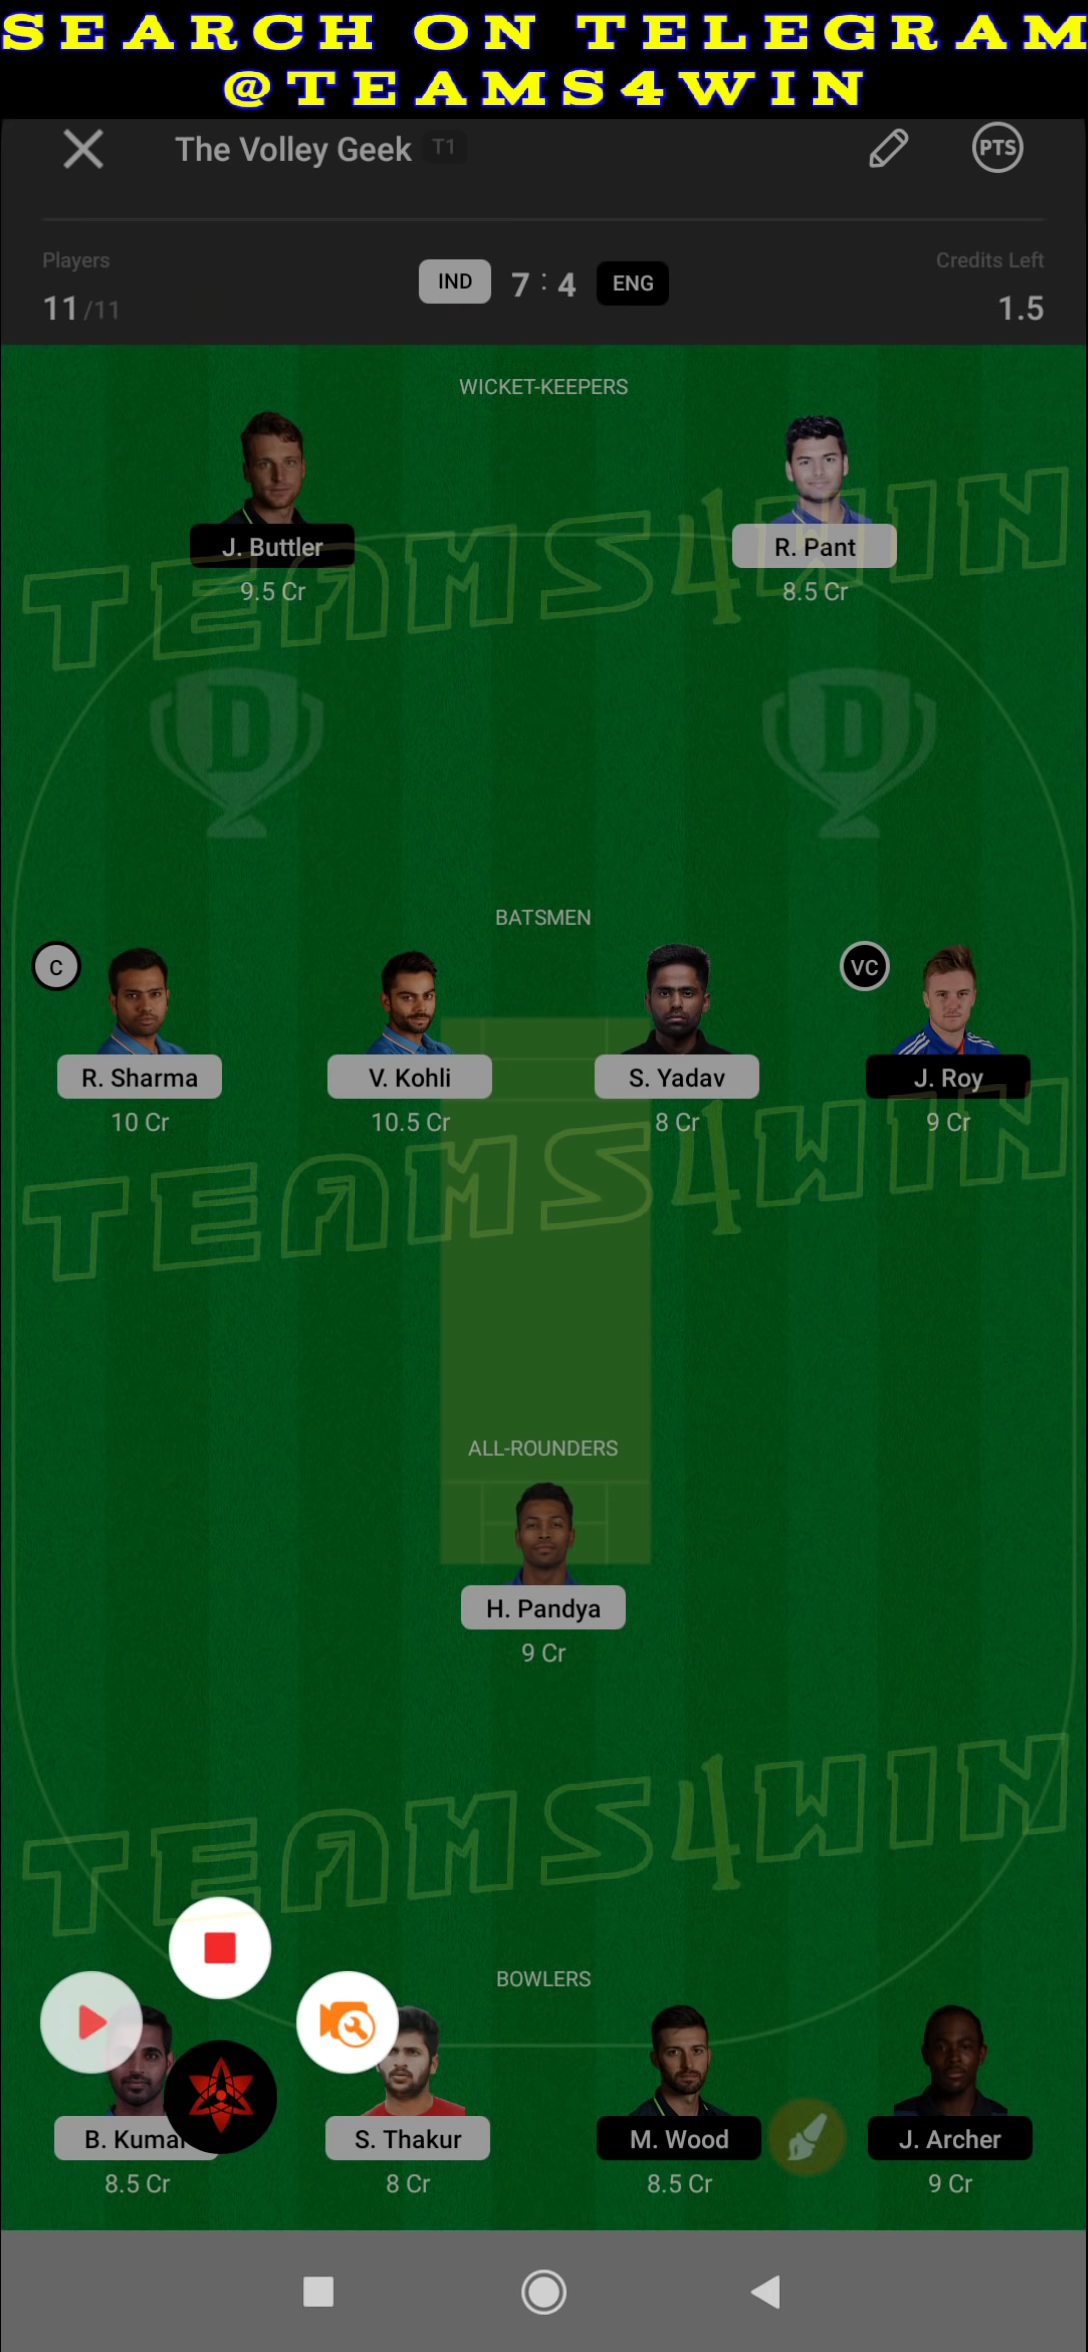 SEARCH ON TELEGRAM
@TEAMS4WIN
The Volley Geek T1
PTS
Players
Credits Left
IND 7 : 4 ENG
11/11
1.5
WICKET-KEEPERS
J. Buttler
R. Pant
9.5 Cr
8.5 Cr
TEAMS4WIN
D
D
BATSMEN
C
VC
R. Sharma
V. Kohli
S. Yadav
J. Roy
10 Cr
10.5 Cr
8 Cr
9 Cr
TEAMS4WIN
ALL-ROUNDERS
H. Pandya
9 Cr
TEAMS4WIN
BOWLERS
B. Kumar
S. Thakur
M. Wood
J. Archer
8.5 Cr
8 Cr
8.5 Cr
9 Cr